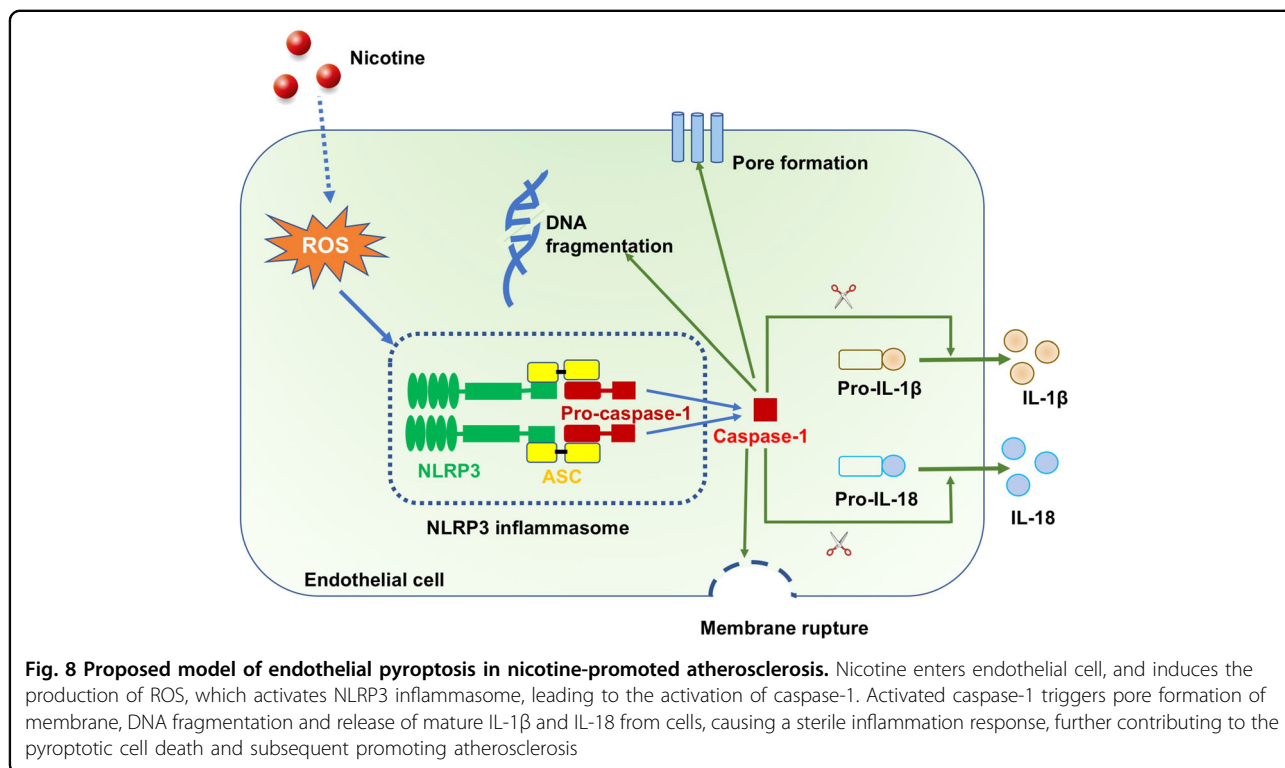 Nicotine
Pore formation
DNA
fragmentation
ROS
Pro-caspase-1
NLRP3
ASC
NLRP3 inflammasome
Caspase-1
Pro-IL-1β
IL-1β
Pro-IL-18
IL-18
Endothelial cell
Membrane rupture
Fig. 8 Proposed model of endothelial pyroptosis in nicotine-promoted atherosclerosis. Nicotine enters endothelial cell, and induces the
production of ROS, which activates NLRP3 inflammasome, leading to the activation of caspase-1. Activated caspase-1 triggers pore formation of
membrane, DNA fragmentation and release of mature IL-1β and IL-18 from cells, causing a sterile inflammation response, further contributing to the
pyroptotic cell death and subsequent promoting atherosclerosis